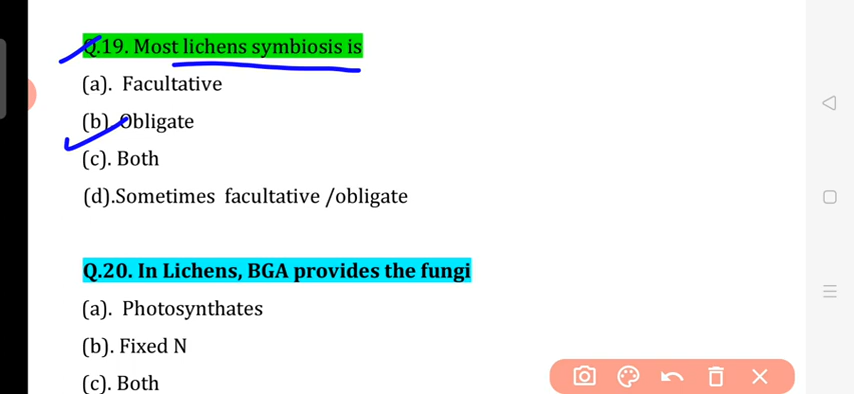 Q.19. Most lichens symbiosis is
(a). Facultative
(b). Obligate
(c). Both
(d).Sometimes facultative /obligate
Q.20. In Lichens, BGA provides the fungi
(a). Photosynthates
(b). Fixed N
(c). Both